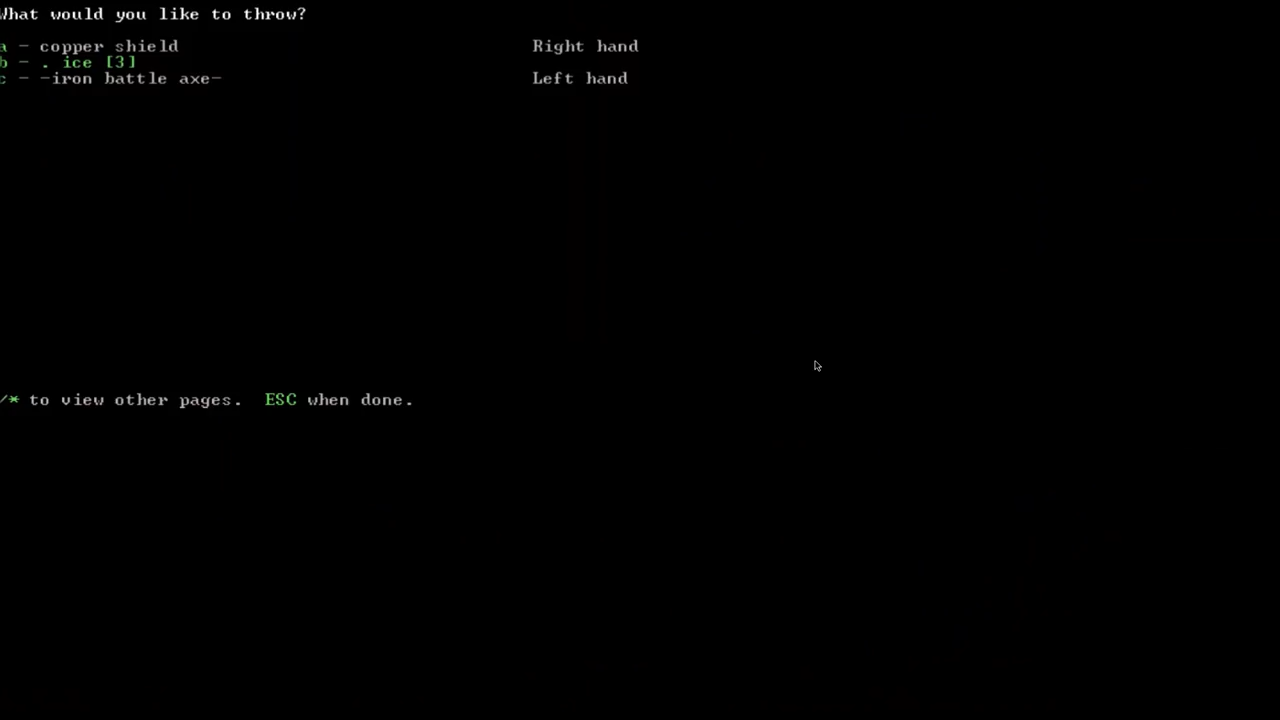 What would you like to throw?
a - copper shield Right hand
b - . ice [3]
c - -iron battle axe- Left hand
/* to view other pages. ESC when done.